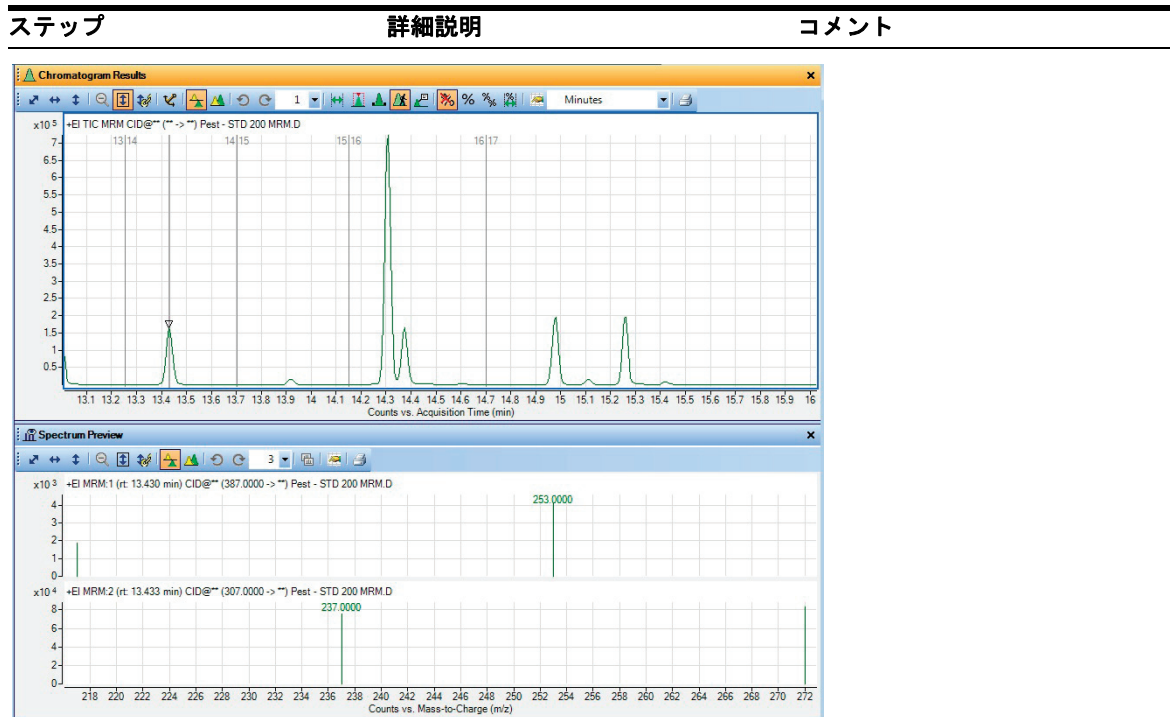 ステップ 詳細説明 コメント
Chromatogram Results
1 Minutes
x10 5 +EI TIC MRM CID@** (** -> **) Pest - STD 200 MRM.D
13 14 14 15 15 16 16 17
7
6.5
6
5.5
5
4.5
4
3.5
3
2.5
2
1.5
1
0.5
13.1 13.2 13.3 13.4 13.5 13.6 13.7 13.8 13.9 14 14.1 14.2 14.3 14.4 14.5 14.6 14.7 14.8 14.9 15 15.1 15.2 15.3 15.4 15.5 15.6 15.7 15.8 15.9 16
Counts vs. Acquisition Time (min)
Spectrum Preview
3
x10 3 +EI MRM:1 (rt: 13.430 min) CID@** (387.0000 -> **) Pest - STD 200 MRM.D
253.0000
4
3
2
1
0
x10 4 +EI MRM:2 (rt: 13.433 min) CID@** (307.0000 -> **) Pest - STD 200 MRM.D
237.0000
8
6
4
2
0
218 220 222 224 226 228 230 232 234 236 238 240 242 244 246 248 250 252 254 256 258 260 262 264 266 268 270 272
Counts vs. Mass-to-Charge (m/z)